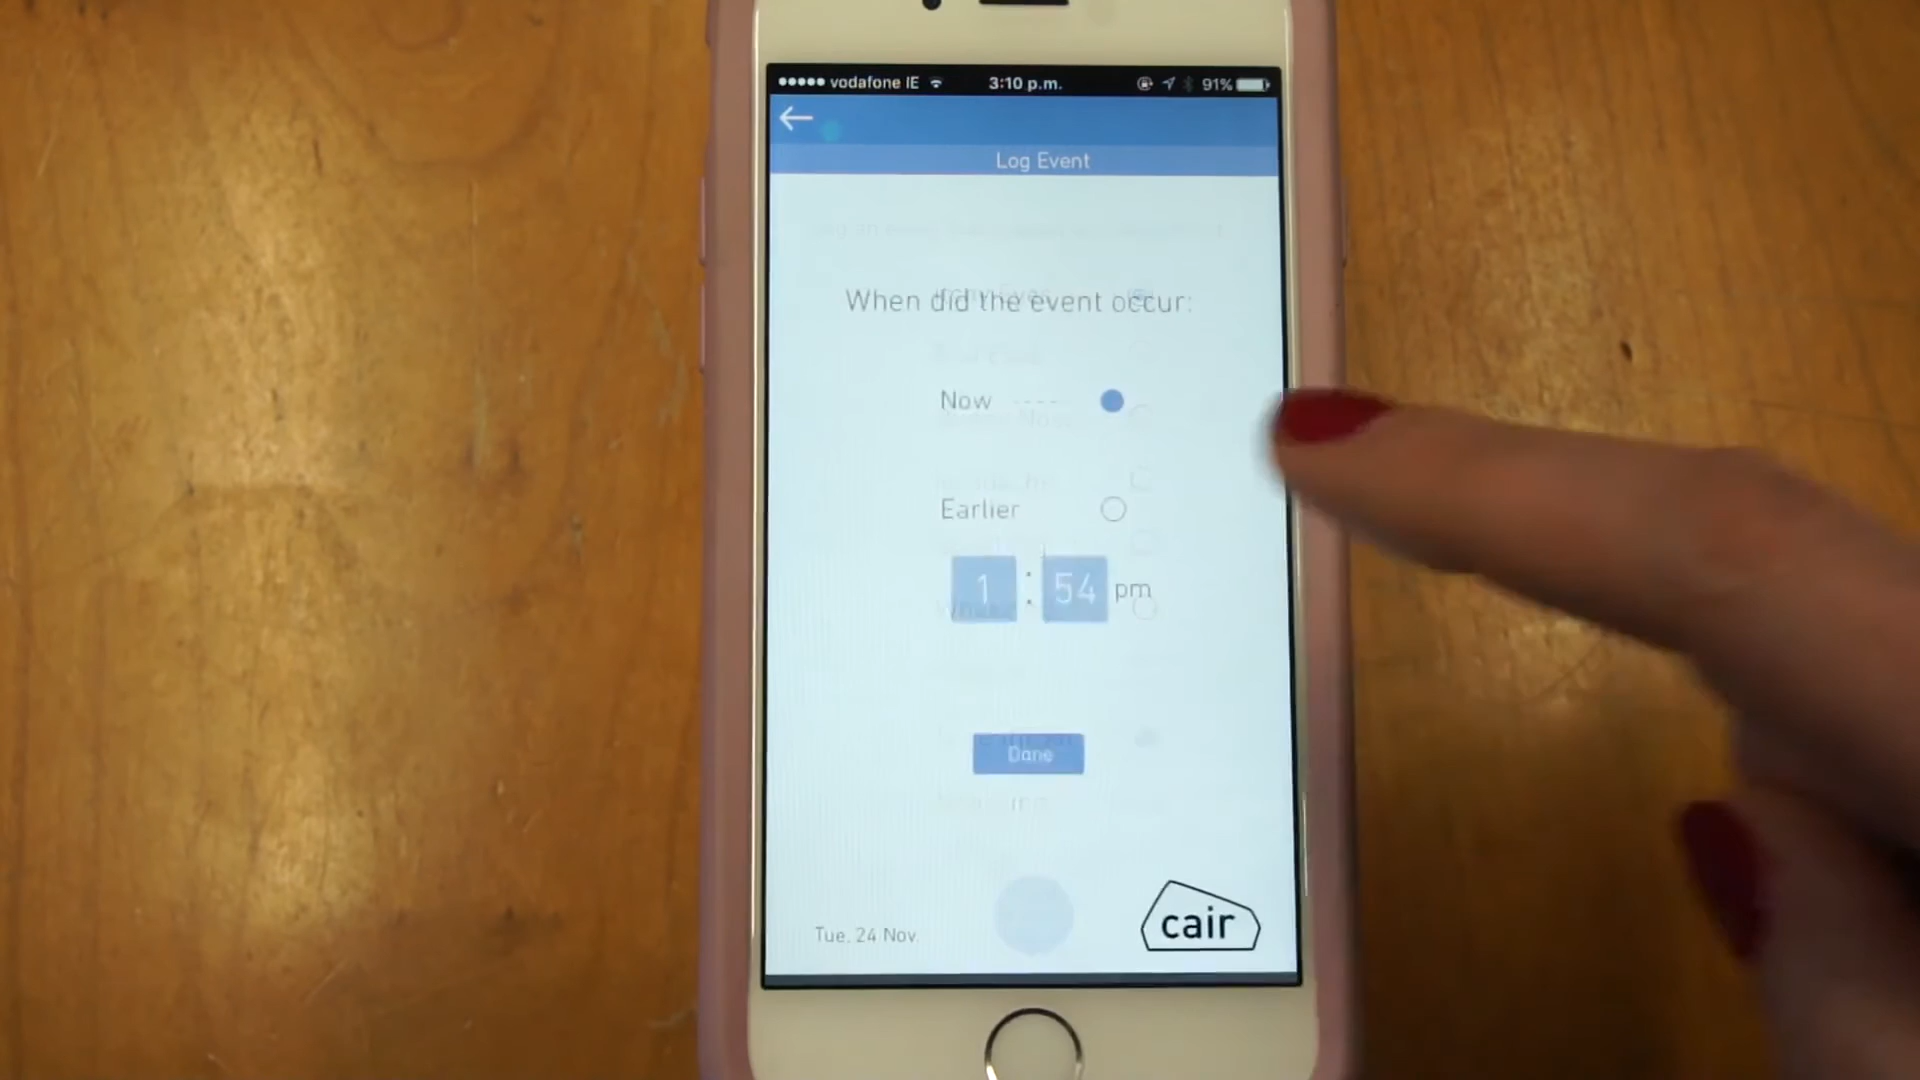 vodafone IE 3:10 p.m. 91%
Log Event
When did the event occur:
Now
Earlier
1 : 54 pm
Done
Tue. 24 Nov.
cair